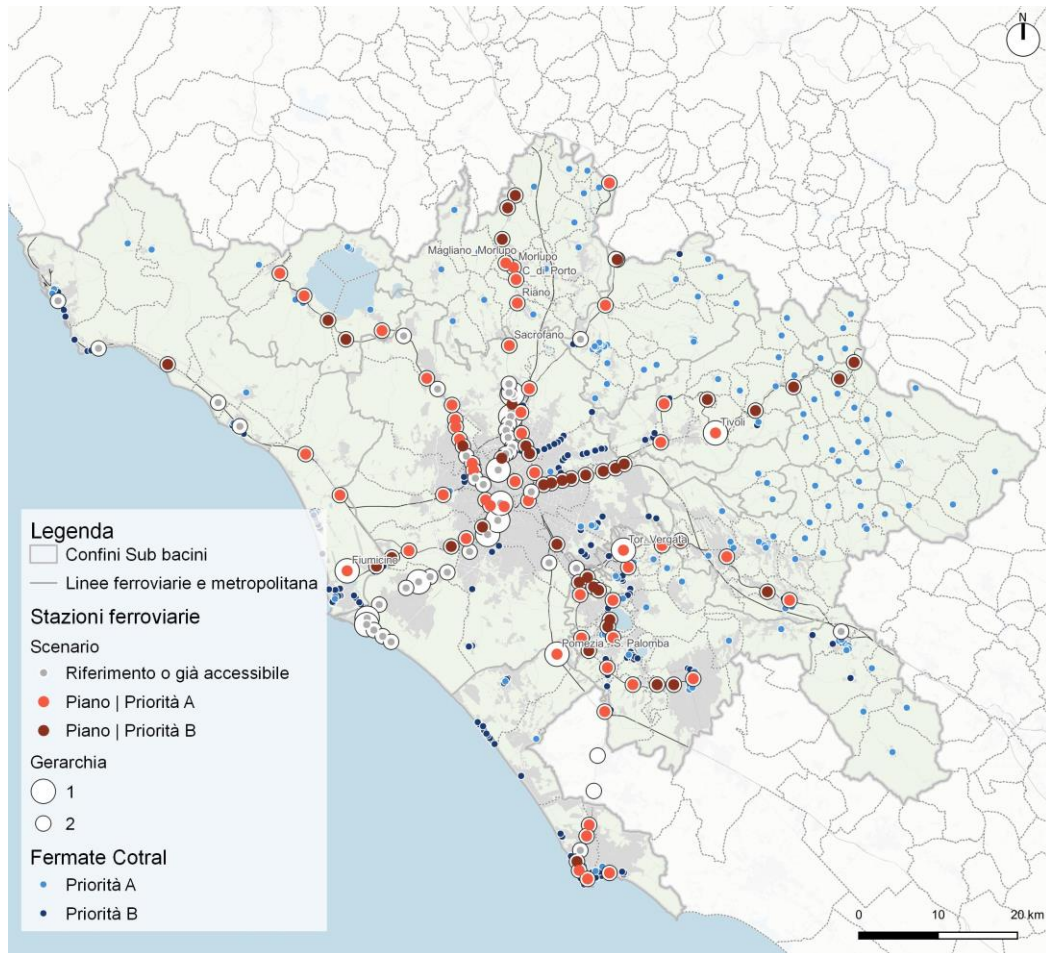 N
Magliano Morlupo
Morlupo
C. di Porto
Riano
Sacrofano
Tivoli
Tor Vergata
Fiumicine
Pomezia - S. Palomba
Legenda
Confini Sub bacini
Linee ferroviarie e metropolitana
Stazioni ferroviarie
Scenario
Riferimento o già accessibile
Piano | Priorità A
Piano | Priorità B
Gerarchia
1
2
Fermate Cotral
Priorità A
Priorità B
0 10 20 km